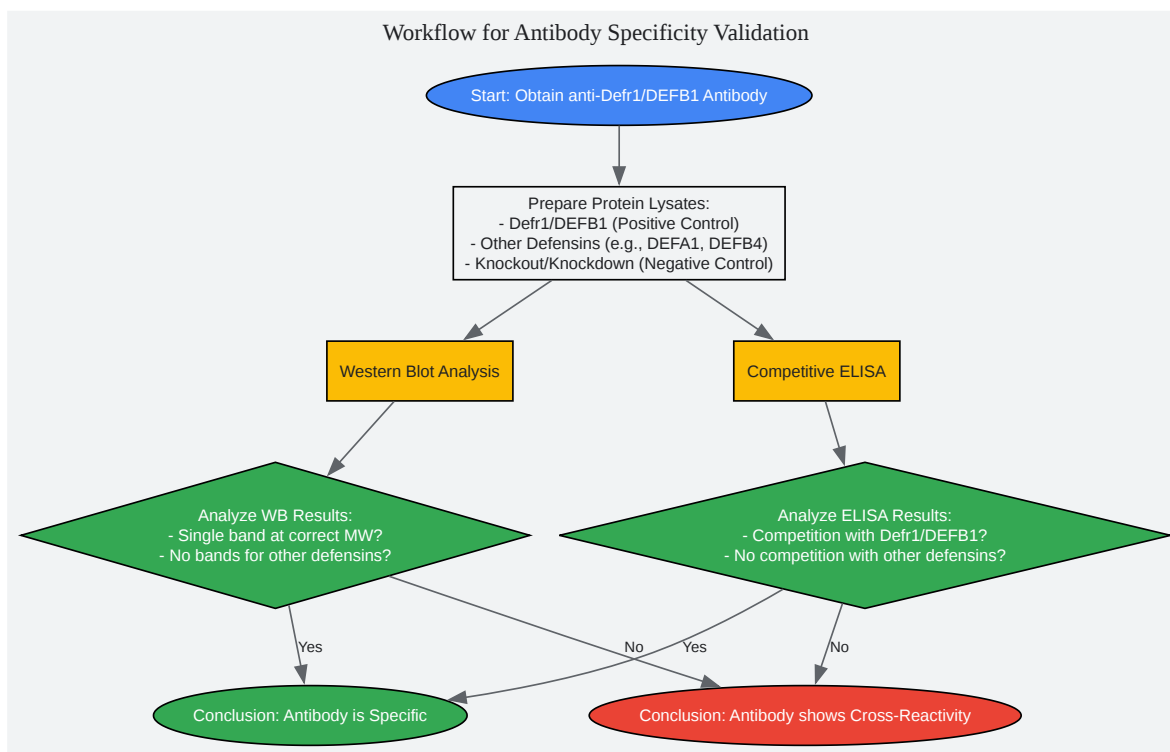 Workflow for Antibody Specificity Validation
Start: Obtain anti-Defr1/DEFB1 Antibody
Prepare Protein Lysates:
- Defr1/DEFB1 (Positive Control)
- Other Defensins (e.g., DEFA1, DEFB4)
- Knockout/Knockdown (Negative Control)
Western Blot Analysis
Competitive ELISA
Analyze WB Results:
- Single band at correct MW?
- No bands for other defensins?
Analyze ELISA Results:
- Competition with Defr1/DEFB1?
- No competition with other defensins?
Yes
No
Yes
No
Conclusion: Antibody is Specific
Conclusion: Antibody shows Cross-Reactivity